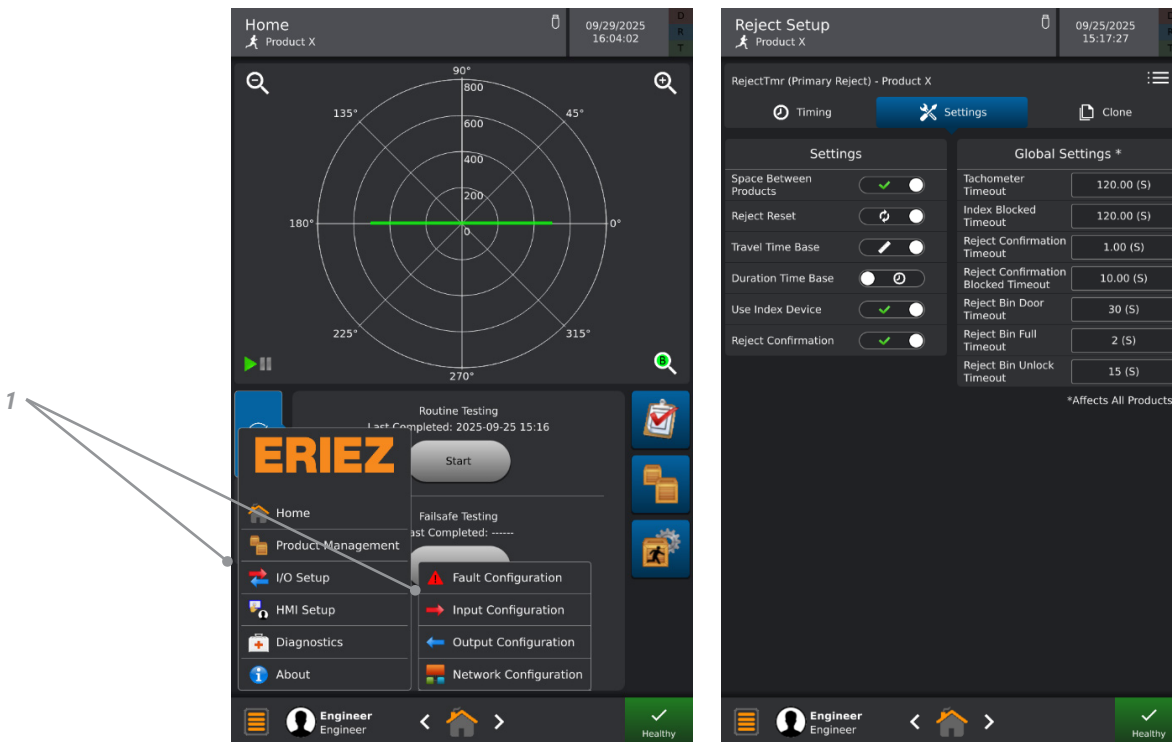 1
Home
Product X
09/29/2025
16:04:02
D
R
T
90°
800
135°
45°
600
400
200
180°
0
0°
225°
315°
270°
B
Routine Testing
Last Completed: 2025-09-25 15:16
Start
ERIEZ
Home
Failsafe Testing
ast Completed: ------
Product Management
I/O Setup
HMI Setup
Diagnostics
About
Fault Configuration
Input Configuration
Output Configuration
Network Configuration
Engineer
Engineer
Healthy
Reject Setup
Product X
09/25/2025
15:17:27
D
R
T
RejectTmr (Primary Reject) - Product X
Timing
Settings
Clone
Settings
Space Between
Products
Reject Reset
Travel Time Base
Duration Time Base
Use Index Device
Reject Confirmation
Global Settings *
Tachometer
Timeout
120.00 (S)
Index Blocked
Timeout
120.00 (S)
Reject Confirmation
Timeout
1.00 (S)
Reject Confirmation
Blocked Timeout
10.00 (S)
Reject Bin Door
Timeout
30 (S)
Reject Bin Full
Timeout
2 (S)
Reject Bin Unlock
Timeout
15 (S)
*Affects All Products
Engineer
Engineer
Healthy